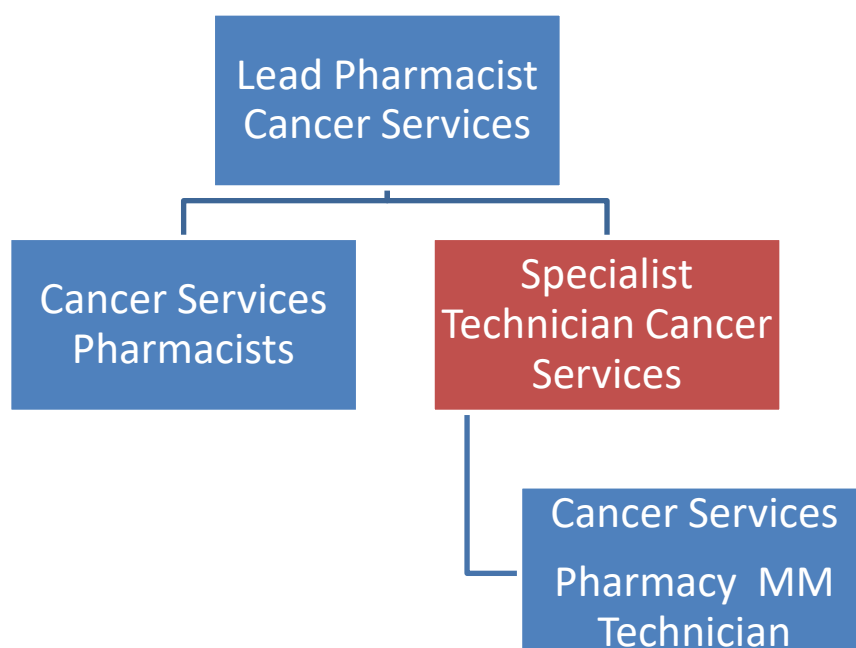 Lead Pharmacist
Cancer Services
Cancer Services
Pharmacists
Specialist
Technician Cancer
Services
Cancer Services
Pharmacy  MM
Technician